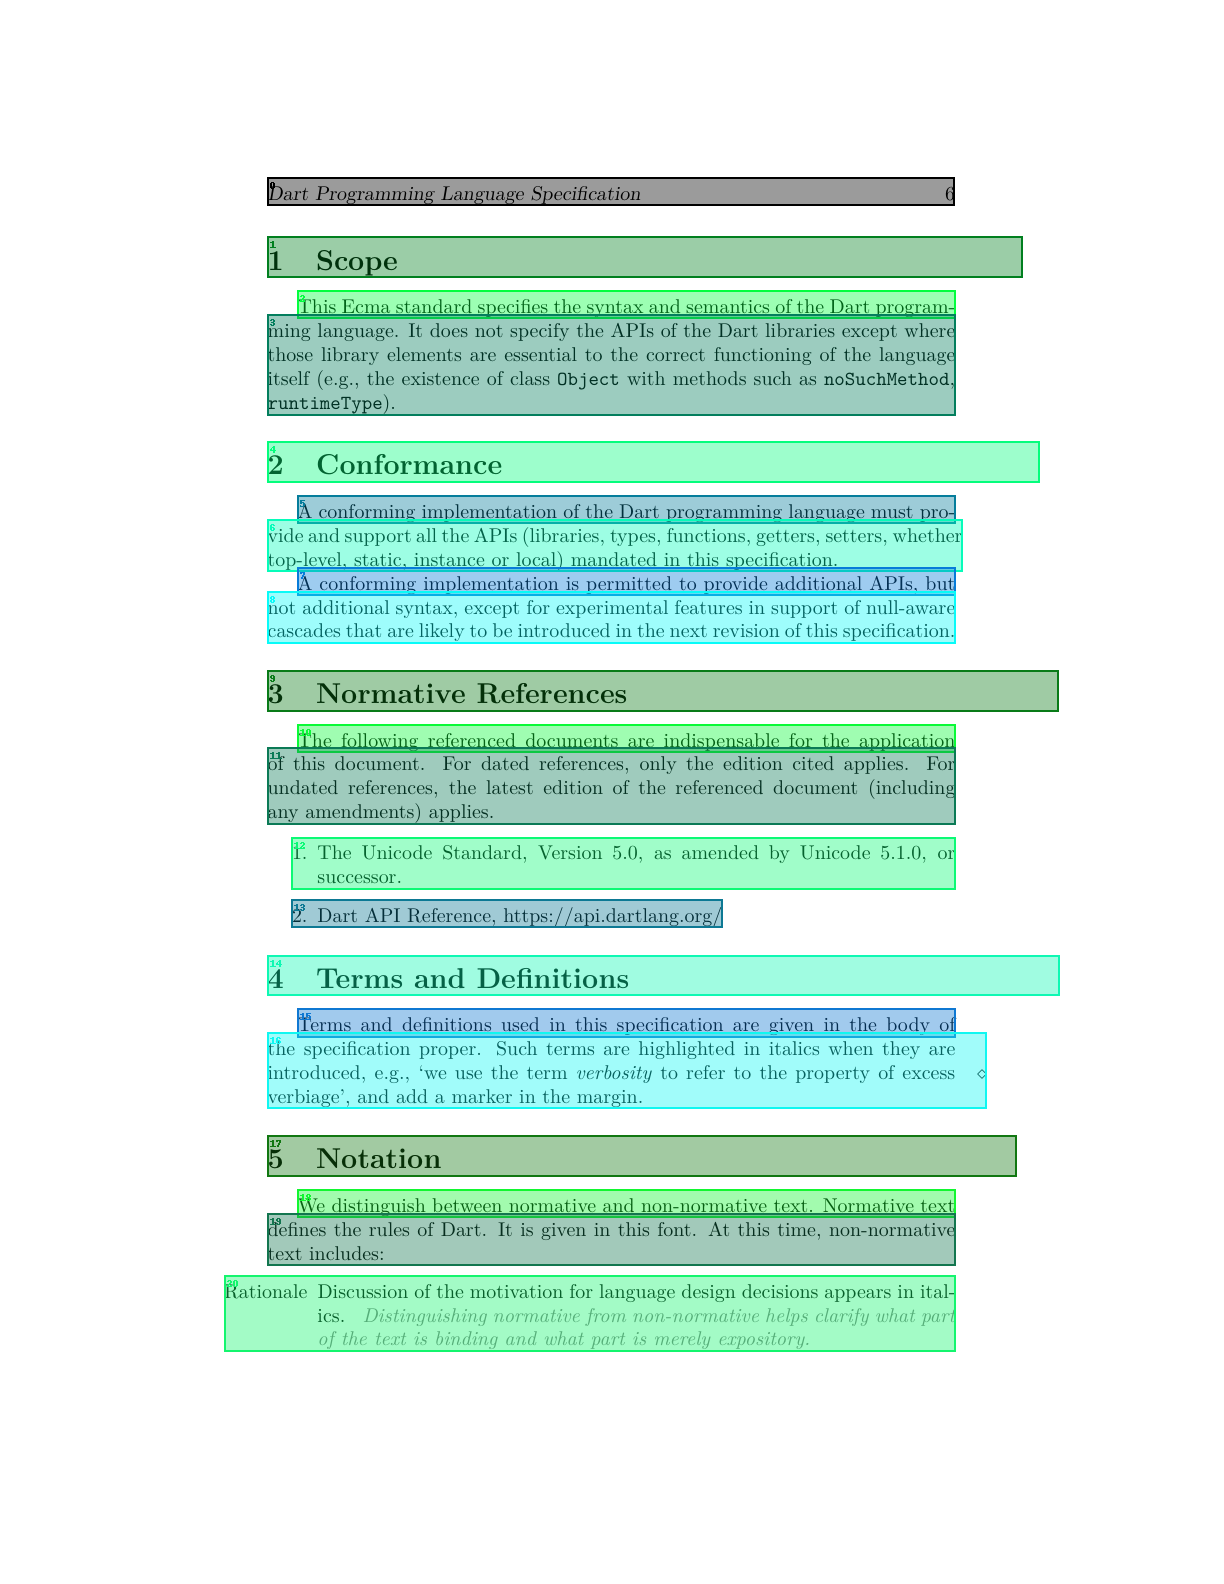 Dart Programming Language Specification 6
1 Scope
This Ecma standard specifies the syntax and semantics of the Dart program-
ming language. It does not specify the APIs of the Dart libraries except where
those library elements are essential to the correct functioning of the language
itself (e.g., the existence of class Object with methods such as noSuchMethod,
runtimeType).
2 Conformance
A conforming implementation of the Dart programming language must pro-
vide and support all the APIs (libraries, types, functions, getters, setters, whether
top-level, static, instance or local) mandated in this specification.
A conforming implementation is permitted to provide additional APIs, but
not additional syntax, except for experimental features in support of null-aware
cascades that are likely to be introduced in the next revision of this specification.
3 Normative References
The following referenced documents are indispensable for the application
of this document. For dated references, only the edition cited applies. For
undated references, the latest edition of the referenced document (including
any amendments) applies.
1. The Unicode Standard, Version 5.0, as amended by Unicode 5.1.0, or
successor.
2. Dart API Reference, https://api.dartlang.org/
4 Terms and Definitions
Terms and definitions used in this specification are given in the body of
the specification proper. Such terms are highlighted in italics when they are
introduced, e.g., ‘we use the term verbosity to refer to the property of excess ⋄
verbiage’, and add a marker in the margin.
5 Notation
We distinguish between normative and non-normative text. Normative text
defines the rules of Dart. It is given in this font. At this time, non-normative
text includes:
Rationale Discussion of the motivation for language design decisions appears in ital-
ics. Distinguishing normative from non-normative helps clarify what part
of the text is binding and what part is merely expository.